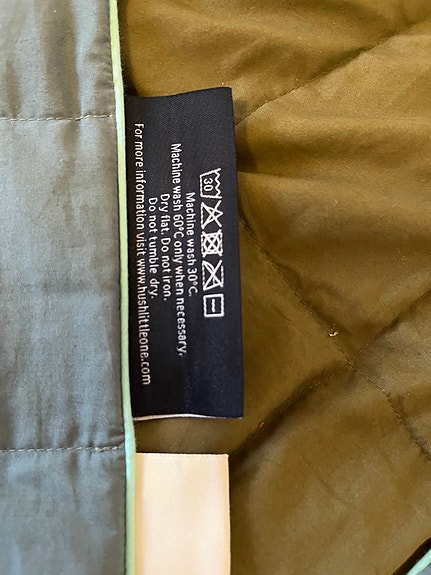 30
Machine wash 30°C.
Machine wash 60°C only when necessary.
Dry flat. Do not iron.
Do not tumble dry.
For more information visit www.hushlittleone.com